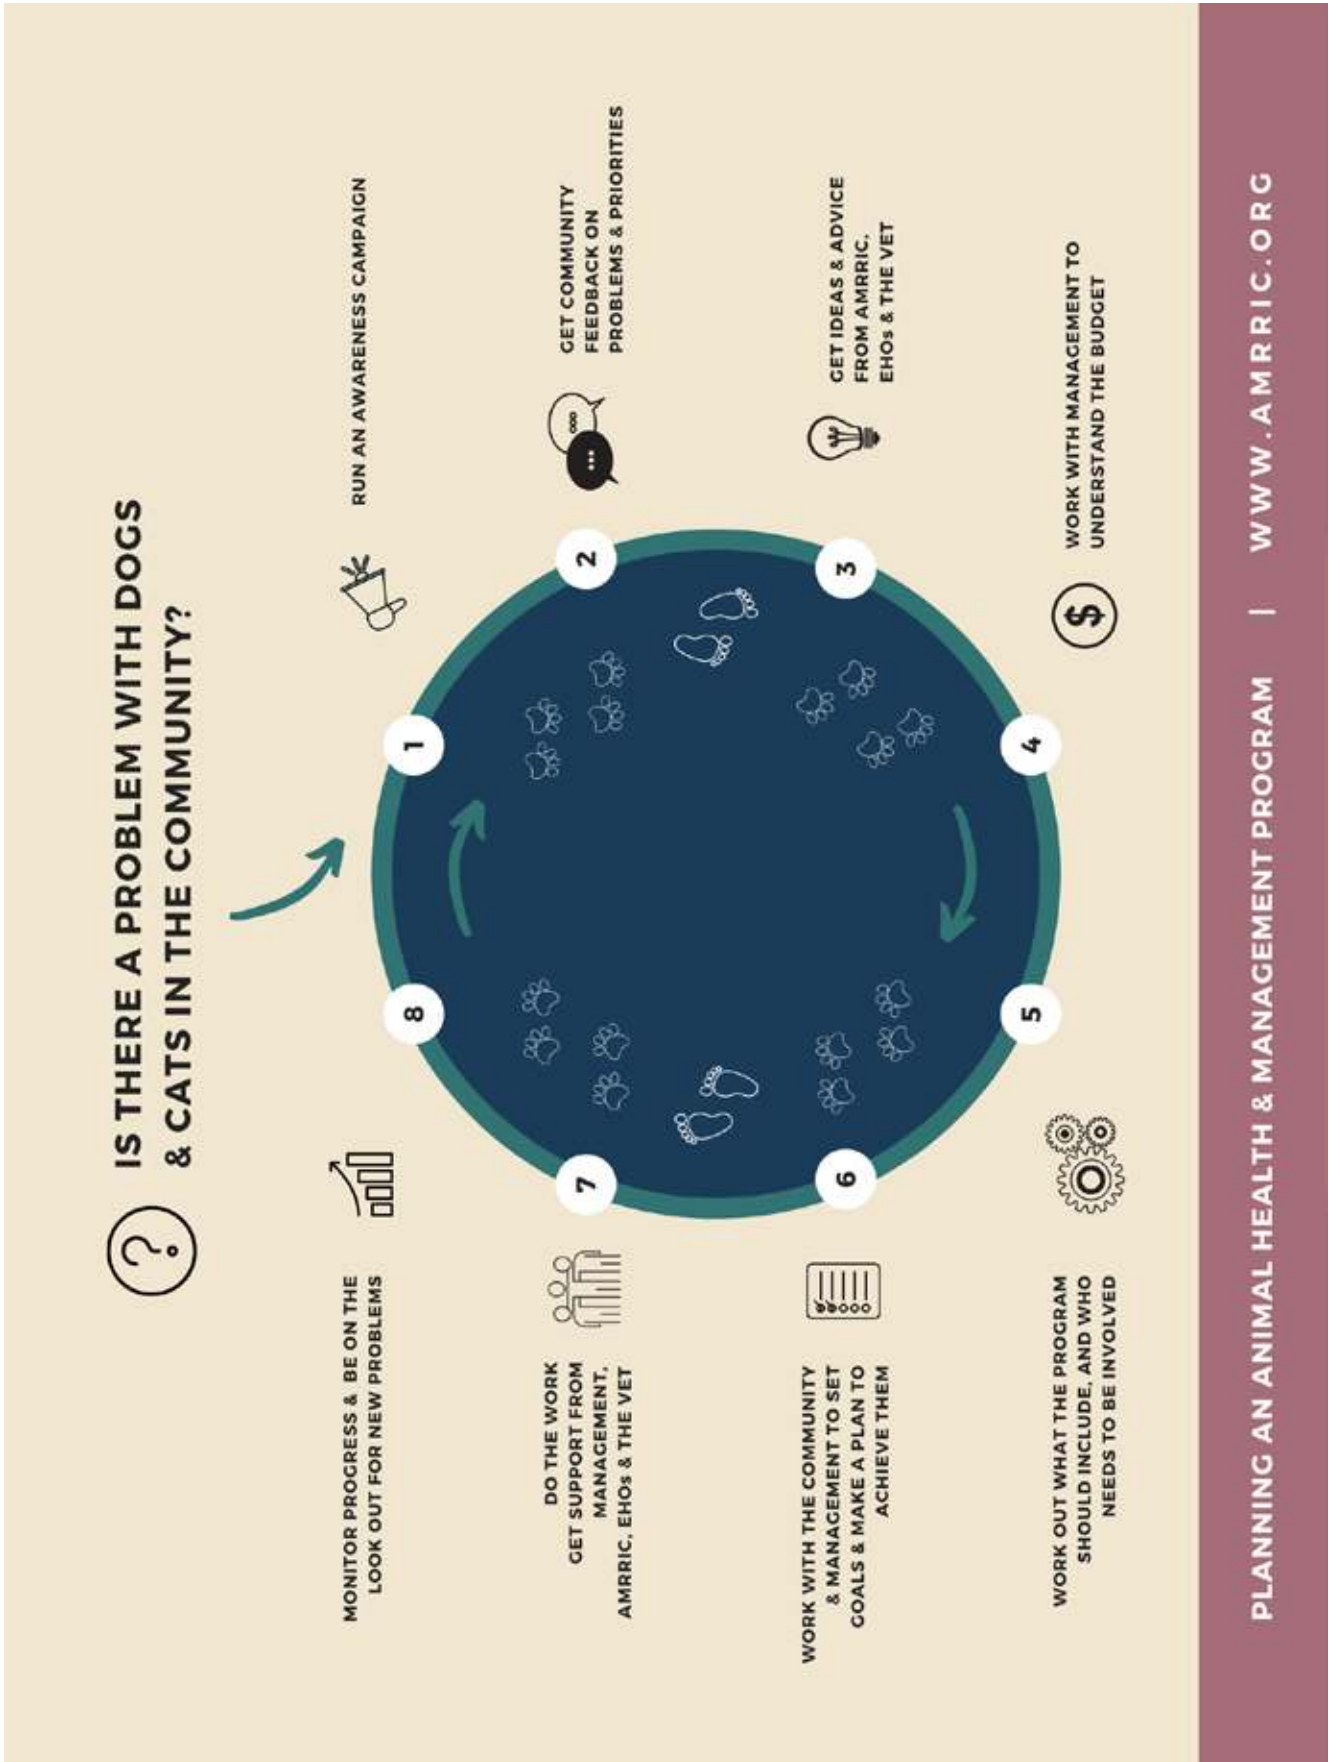 IS THERE A PROBLEM WITH DOGS
& CATS IN THE COMMUNITY?
1
RUN AN AWARENESS CAMPAIGN
2
GET COMMUNITY
FEEDBACK ON
PROBLEMS & PRIORITIES
3
GET IDEAS & ADVICE
FROM AMRRIC,
EHOs & THE VET
4
WORK WITH MANAGEMENT TO
UNDERSTAND THE BUDGET
5
WORK OUT WHAT THE PROGRAM
SHOULD INCLUDE, AND WHO
NEEDS TO BE INVOLVED
6
WORK WITH THE COMMUNITY
& MANAGEMENT TO SET
GOALS & MAKE A PLAN TO
ACHIEVE THEM
7
DO THE WORK
GET SUPPORT FROM
MANAGEMENT,
AMRRIC, EHOs & THE VET
8
MONITOR PROGRESS & BE ON THE
LOOK OUT FOR NEW PROBLEMS
PLANNING AN ANIMAL HEALTH & MANAGEMENT PROGRAM | WWW.AMRRIC.ORG